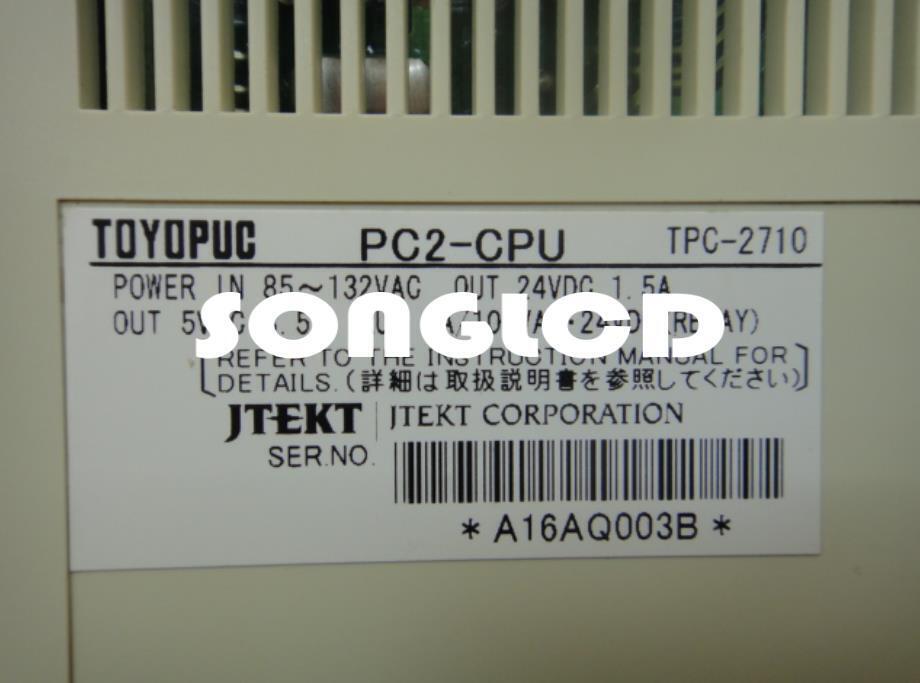 TOYOPUC PC2-CPU TPC-2710
POWER IN 85～132VAC OUT 24VDC 1.5A
OUT
SONGLCD
[REFER TO THE INSTRUCTION MANUAL FOR
DETAILS.(詳細は取扱説明書を参照してください)]
JTEKT JTEKT CORPORATION
SER.NO.
* A16AQ003B *